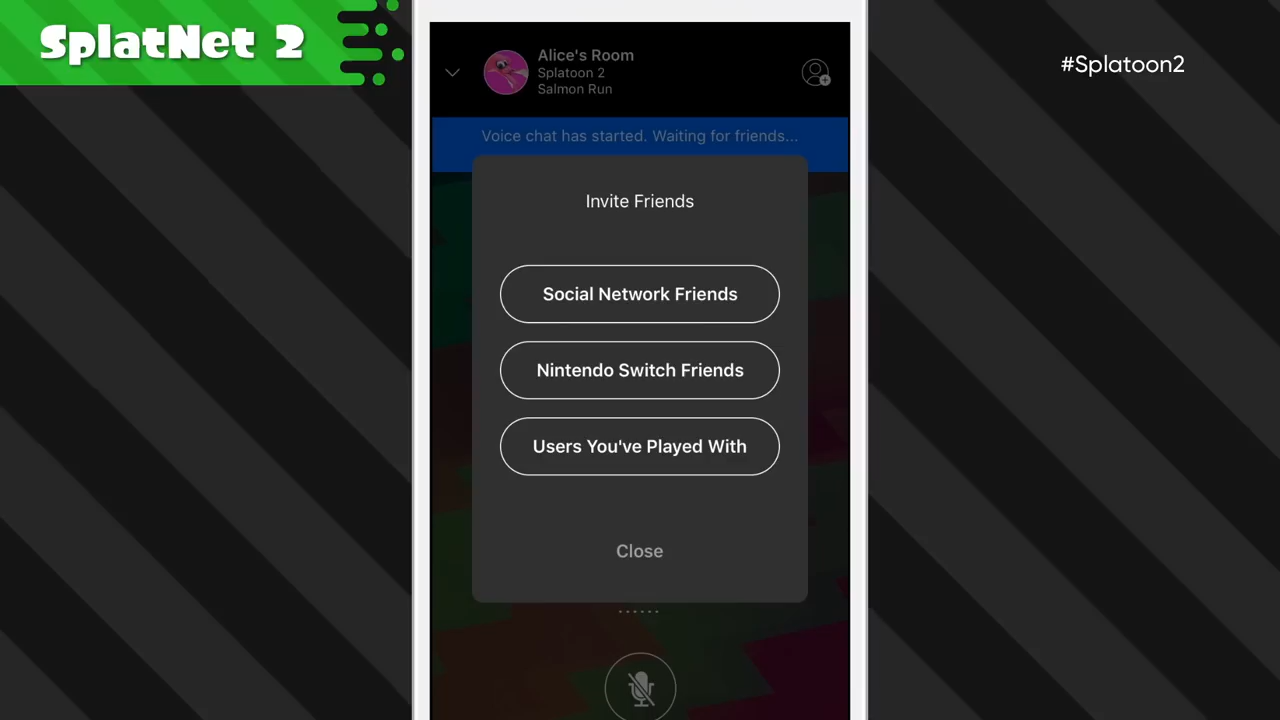 SplatNet 2
#Splatoon2
Alice's Room
Splatoon 2
Salmon Run
Voice chat has started. Waiting for friends...
Invite Friends
Social Network Friends
Nintendo Switch Friends
Users You've Played With
Close